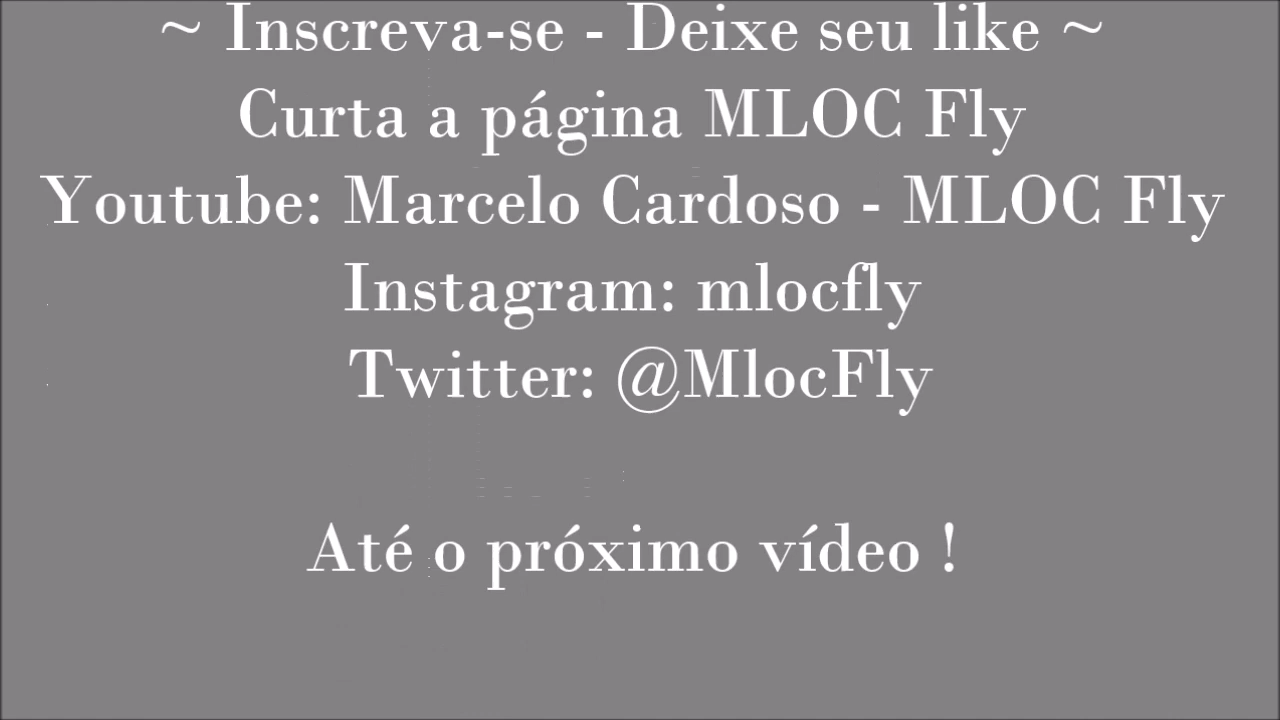 ~ Inscreva-se - Deixe seu like ~
Curta a página MLOC Fly
Youtube: Marcelo Cardoso - MLOC Fly
Instagram: mlocfly
Twitter: @MlocFly
Até o próximo vídeo !